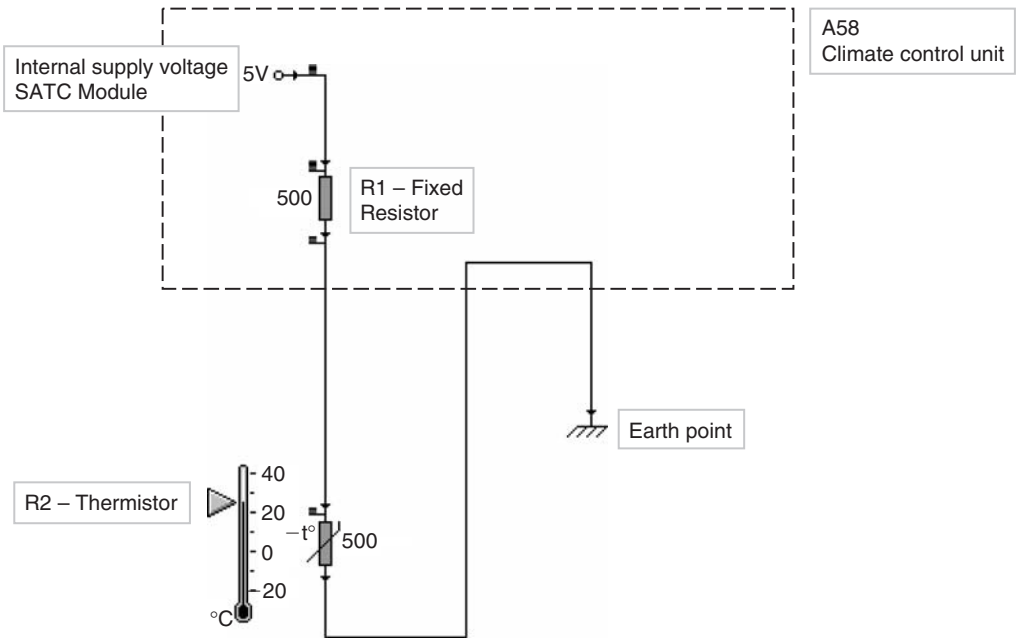 A58
Climate control unit
Internal supply voltage
SATC Module
5V
500
R1 – Fixed
Resistor
Earth point
R2 – Thermistor
40
20
0
−20
°C
−t°
500